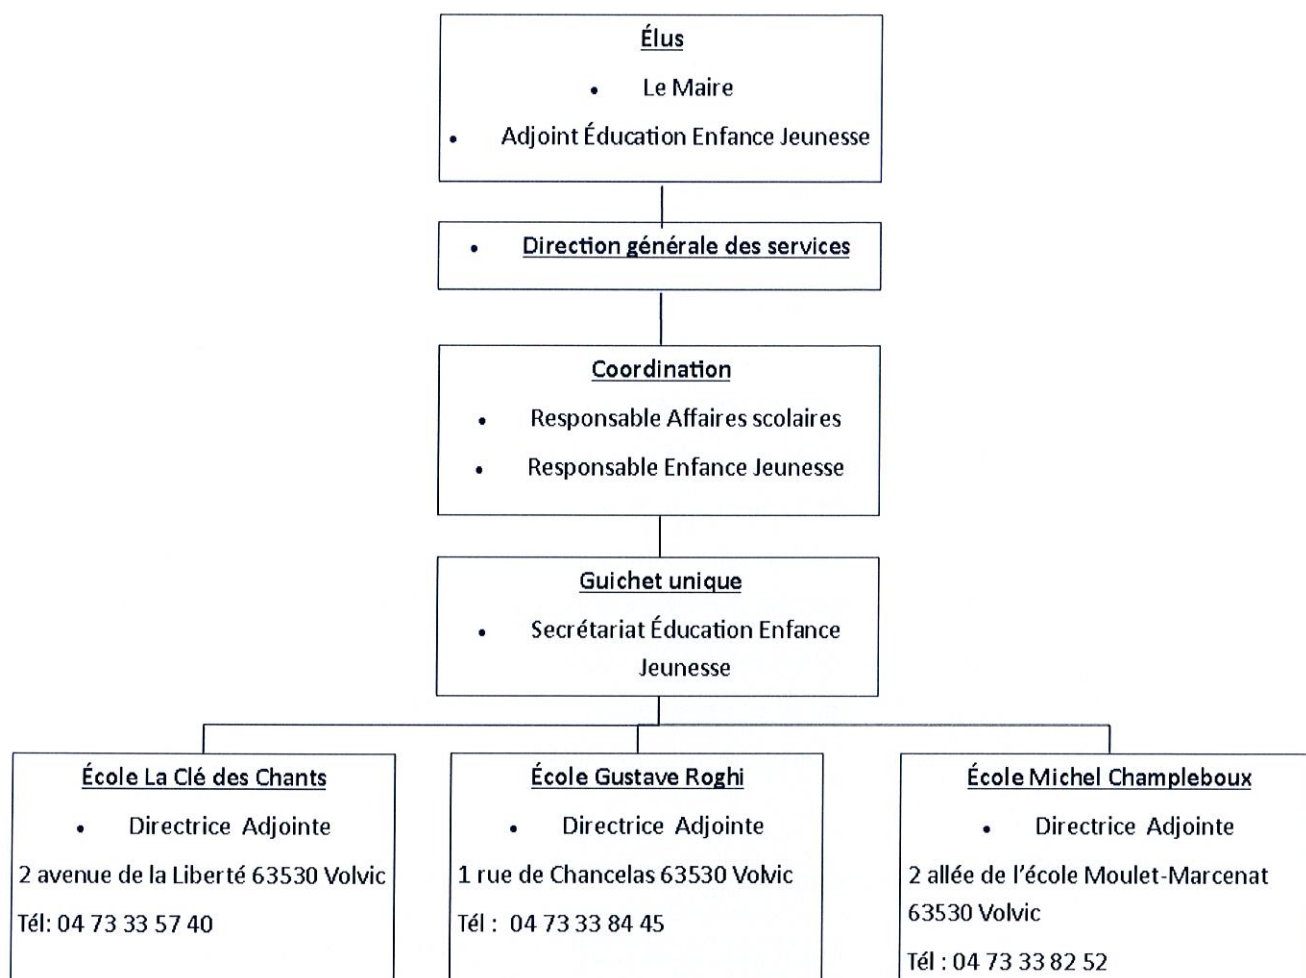 Élus
• Le Maire
• Adjoint Éducation Enfance Jeunesse
• Direction générale des services
Coordination
• Responsable Affaires scolaires
• Responsable Enfance Jeunesse
Guichet unique
• Secrétariat Éducation Enfance
Jeunesse
École La Clé des Chants
• Directrice Adjointe
2 avenue de la Liberté 63530 Volvic
Tél: 04 73 33 57 40
École Gustave Roghi
• Directrice Adjointe
1 rue de Chancelas 63530 Volvic
Tél : 04 73 33 84 45
École Michel Champleboux
• Directrice Adjointe
2 allée de l'école Moulet-Marcenat
63530 Volvic
Tél : 04 73 33 82 52